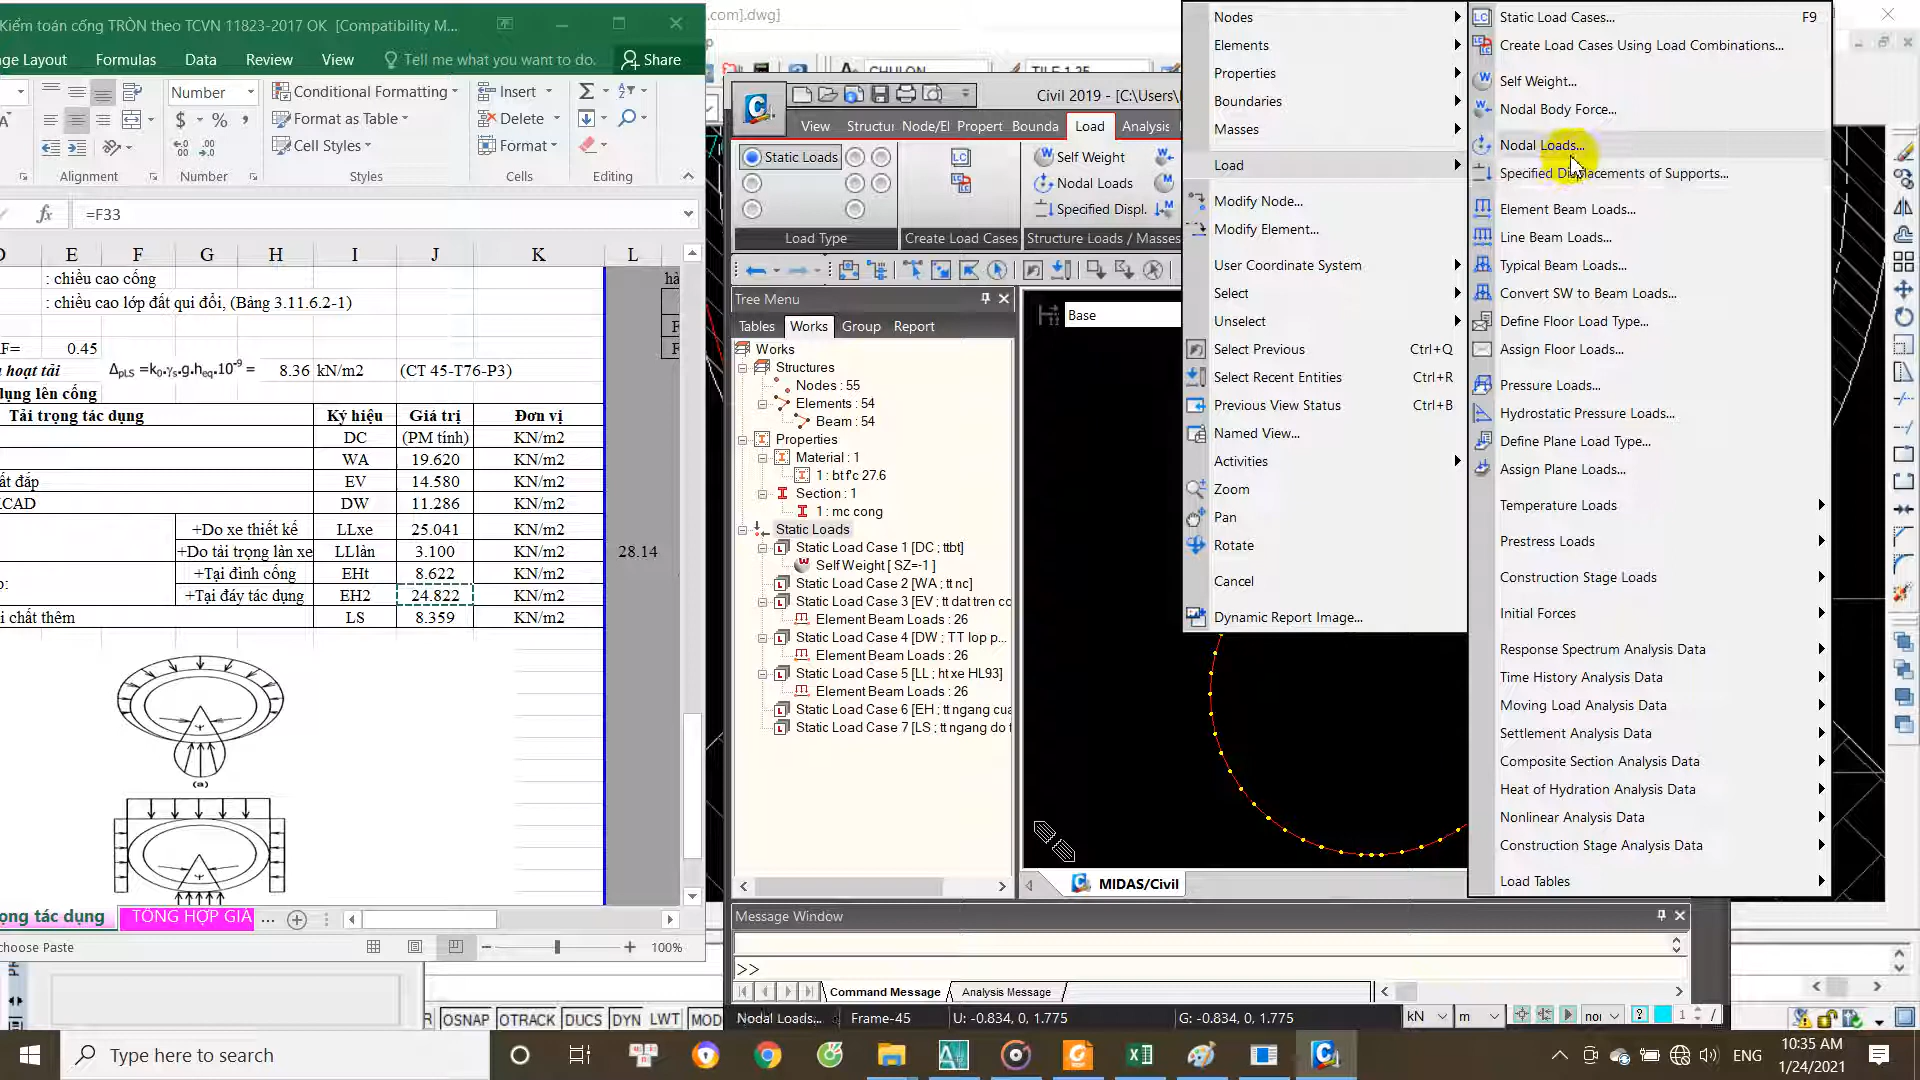 Kiểm toán cống TRÒN theo TCVN 11823-2017 OK [Compatibility M...
ge Layout
Formulas
Data
Review
View
Tell me what you want to do.
Share
Number
Conditional Formatting
Format as Table
Cell Styles
Insert
Delete
Format
Alignment
Number
Styles
Cells
Editing
fx
=F33
E F G H I J K L
: chiều cao cống
: chiều cao lớp đất qui đổi, (Bảng 3.11.6.2-1)
F= 0.45
hoạt tải
8.36 kN/m2 (CT 45-T76-P3)
dụng lên cống
Tải trọng tác dụng Ký hiệu Giá trị Đơn vị
DC (PM tính) KN/m2
WA 19.620 KN/m2
ất đắp EV 14.580 KN/m2
KCAD DW 11.286 KN/m2
+Do xe thiết kế LLxe 25.041 KN/m2
+Do tải trọng làn xe LLlàn 3.100 KN/m2 28.14
+Tại đỉnh cống EHt 8.622 KN/m2
+Tại đáy tác dụng EH2 24.822 KN/m2
i chất thêm LS 8.359 KN/m2
(a)
ọng tác dụng
TỔNG HỢP GIÁ
...
choose Paste
100%
OSNAP OTRACK DUCS DYN LWT MOD
.com].dwg]
Civil 2019 - [C:\Users\
View Structur Node/El Propert Bounda Load Analysis
Static Loads
Self Weight
Nodal Loads
Specified Displ.
Load Type
Create Load Cases
Structure Loads / Masses
Tree Menu
Tables Works Group Report
Works
Structures
Nodes : 55
Elements : 54
Beam : 54
Properties
Material : 1
1 : bt f'c 27.6
Section : 1
1 : mc cong
Static Loads
Static Load Case 1 [DC ; ttbt]
Self Weight [ SZ=-1 ]
Static Load Case 2 [WA ; tt nc]
Static Load Case 3 [EV ; tt dat tren co
Element Beam Loads : 26
Static Load Case 4 [DW ; TT lop p...
Element Beam Loads : 26
Static Load Case 5 [LL ; ht xe HL93]
Element Beam Loads : 26
Static Load Case 6 [EH ; tt ngang cua
Static Load Case 7 [LS ; tt ngang do t
Base
MIDAS/Civil
Message Window
>>
Command Message
Analysis Message
Nodal Loads...
Frame-45
U: -0.834, 0, 1.775
G: -0.834, 0, 1.775
kN
m
Nodes
Elements
Properties
Boundaries
Masses
Load
Modify Node...
Modify Element...
User Coordinate System
Select
Unselect
Select Previous Ctrl+Q
Select Recent Entities Ctrl+R
Previous View Status Ctrl+B
Named View...
Activities
Zoom
Pan
Rotate
Cancel
Dynamic Report Image...
Static Load Cases... F9
Create Load Cases Using Load Combinations...
Self Weight...
Nodal Body Force...
Nodal Loads...
Specified Displacements of Supports...
Element Beam Loads...
Line Beam Loads...
Typical Beam Loads...
Convert SW to Beam Loads...
Define Floor Load Type...
Assign Floor Loads...
Pressure Loads...
Hydrostatic Pressure Loads...
Define Plane Load Type...
Assign Plane Loads...
Temperature Loads
Prestress Loads
Construction Stage Loads
Initial Forces
Response Spectrum Analysis Data
Time History Analysis Data
Moving Load Analysis Data
Settlement Analysis Data
Composite Section Analysis Data
Heat of Hydration Analysis Data
Nonlinear Analysis Data
Construction Stage Analysis Data
Load Tables
Type here to search
ENG
10:35 AM
1/24/2021